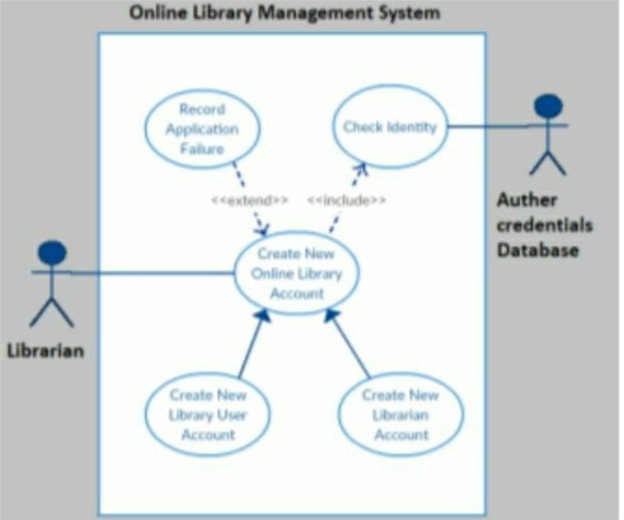 Online Library Management System
Record
Application
Failure
Check Identity
Auther
credentials
Database
<<extend>>
<<include>>
Create New
Online Library
Account
Librarian
Create New
Library User
Account
Create New
Librarian
Account